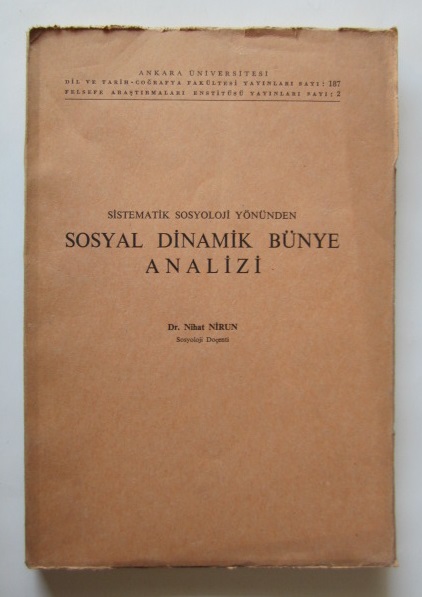 ANKARA ÜNİVERSİTESİ
DİL VE TARİH-COĞRAFYA FAKÜLTESİ YAYINLARI SAYI : 187
FELSEFE ARAŞTIRMALARI ENSTİTÜSÜ YAYINLARI SAYI : 2
SİSTEMATİK SOSYOLOJİ YÖNÜNDEN
SOSYAL DİNAMİK BÜNYE
ANALİZİ
Dr. Nihat NİRUN
Sosyoloji Doçenti